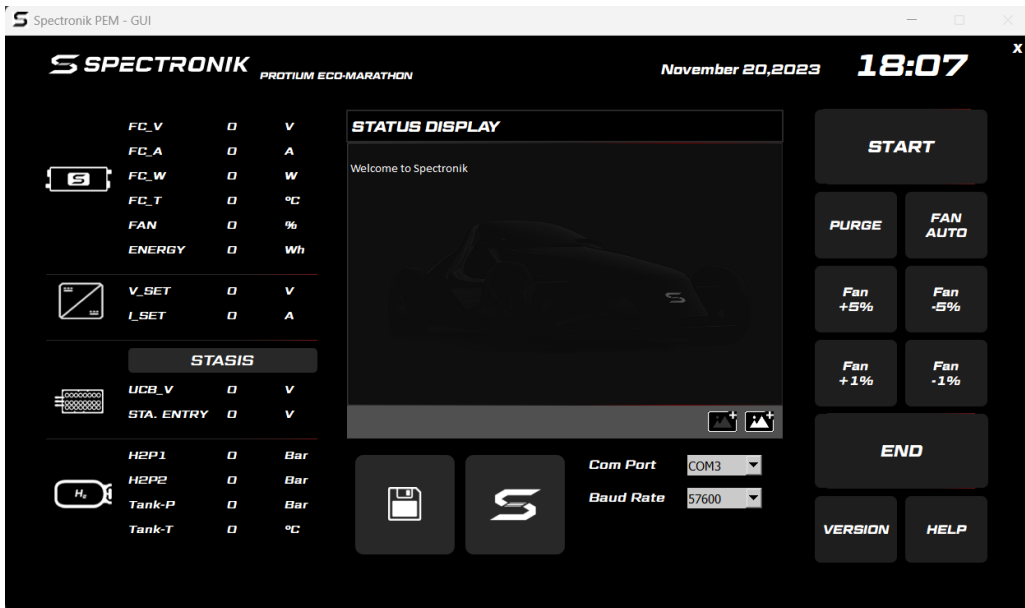 Spectronik PEM - GUI
X
SPECTRONIK
PROTIUM ECO-MARATHON
November 20,2023
18:07
FC_V 0 V
FC_A 0 A
FC_W 0 W
FC_T 0 ºC
FAN 0 %
ENERGY 0 Wh
V_SET 0 V
I_SET 0 A
STASIS
UCB_V 0 V
STA. ENTRY 0 V
H2P1 0 Bar
H2P2 0 Bar
H₂
Tank-P 0 Bar
Tank-T 0 ºC
STATUS DISPLAY
Welcome to Spectronik
Com Port COM3
Baud Rate 57600
START
PURGE
FAN
AUTO
Fan
+5%
Fan
-5%
Fan
+1%
Fan
-1%
END
VERSION
HELP